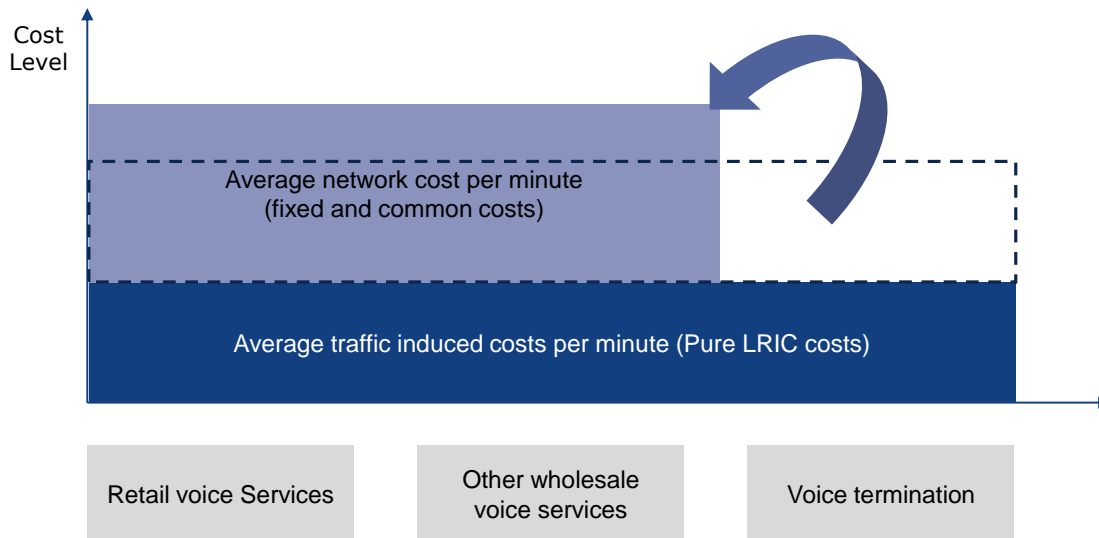 Cost
Level
Average network cost per minute
(fixed and common costs)
Average traffic induced costs per minute (Pure LRIC costs)
Retail voice Services
Other wholesale
voice services
Voice termination